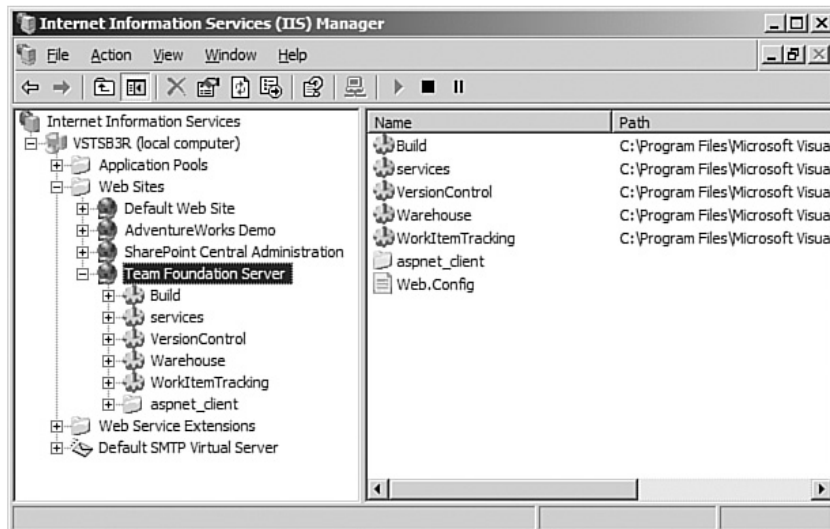 Internet Information Services (IIS) Manager
File Action View Window Help
Internet Information Services
VSTSB3R (local computer)
Application Pools
Web Sites
Default Web Site
AdventureWorks Demo
SharePoint Central Administration
Team Foundation Server
Build
services
VersionControl
Warehouse
WorkItemTracking
aspnet_client
Web Service Extensions
Default SMTP Virtual Server
Name Path
Build C:\Program Files\Microsoft Visua
services C:\Program Files\Microsoft Visua
VersionControl C:\Program Files\Microsoft Visua
Warehouse C:\Program Files\Microsoft Visua
WorkItemTracking C:\Program Files\Microsoft Visua
aspnet_client
Web.Config